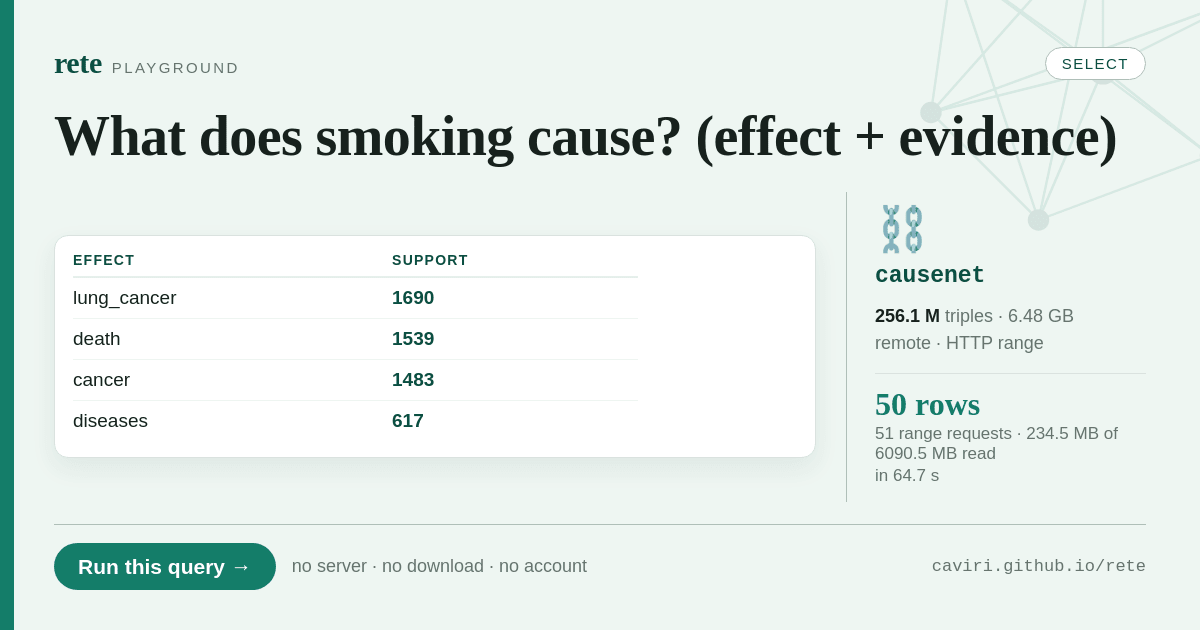 rete PLAYGROUND
SELECT
What does smoking cause? (effect + evidence)
EFFECT SUPPORT
lung_cancer 1690
death 1539
cancer 1483
diseases 617
causenet
256.1 M triples · 6.48 GB
remote · HTTP range
50 rows
51 range requests · 234.5 MB of
6090.5 MB read
in 64.7 s
Run this query →
no server · no download · no account
caviri.github.io/rete